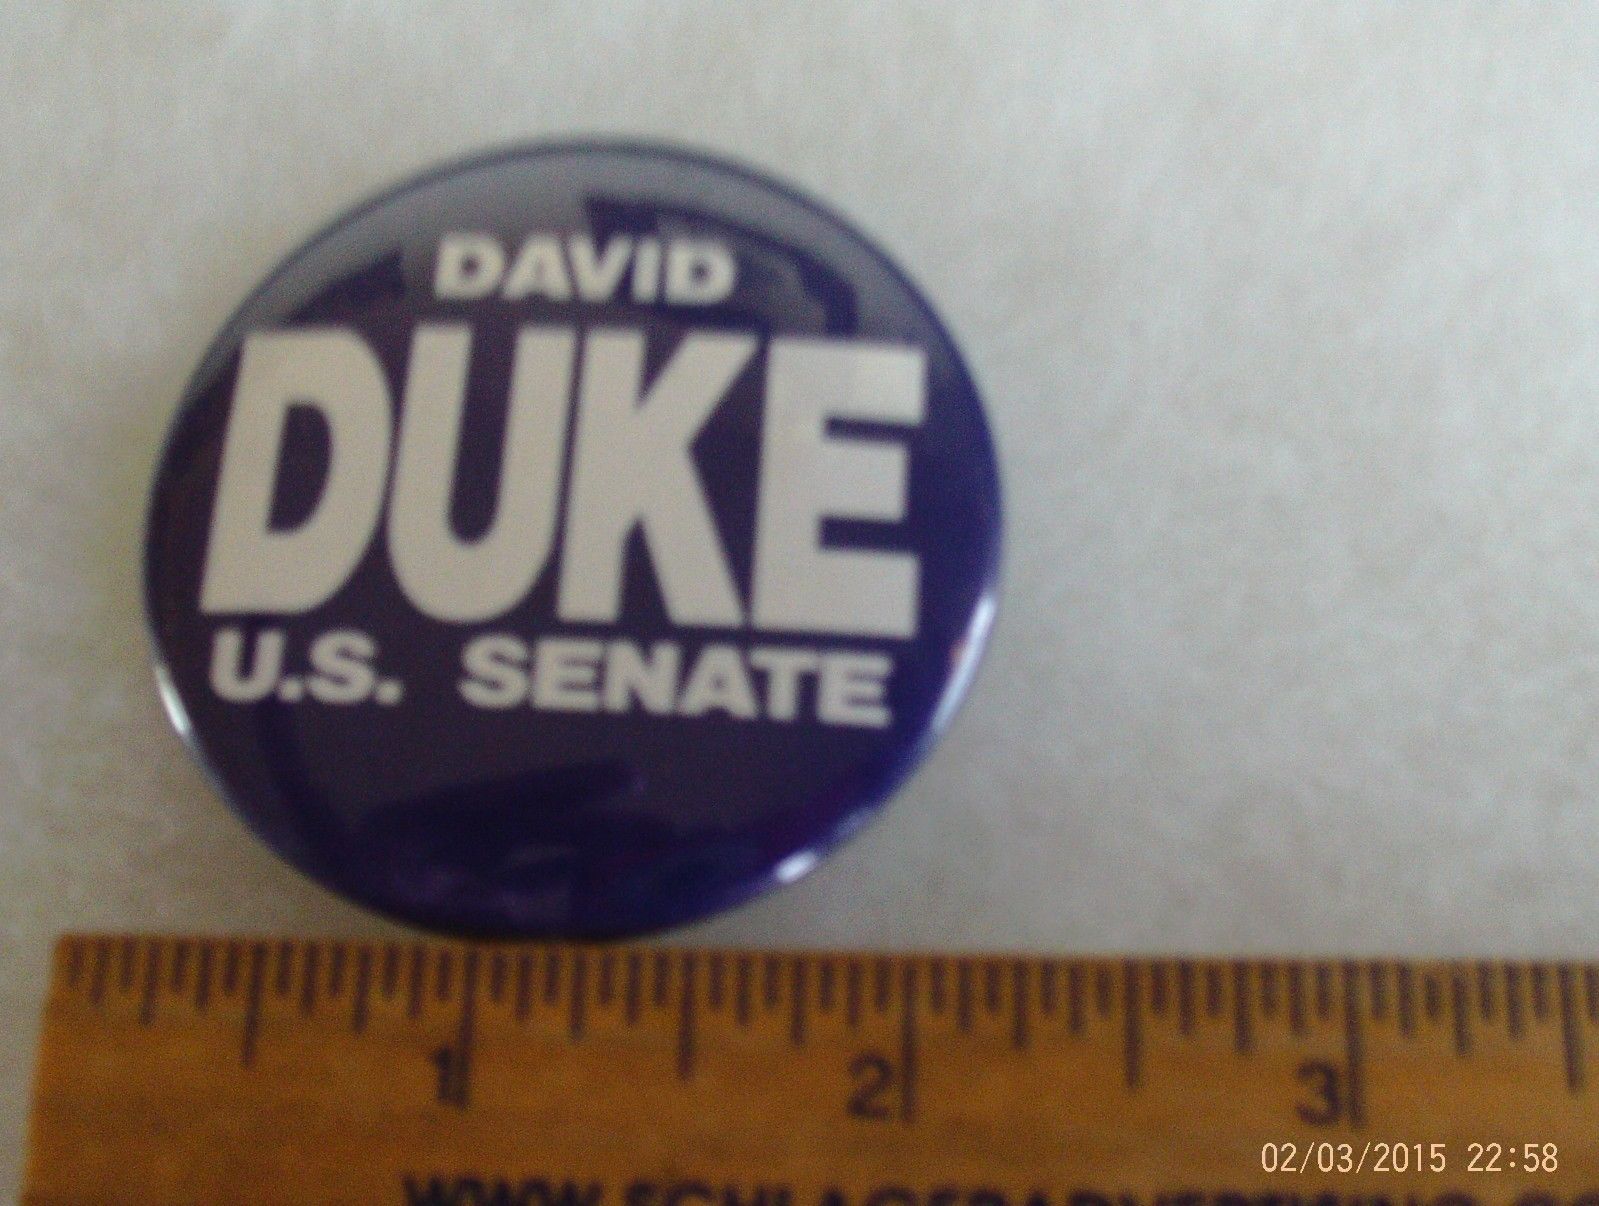 DAVID
DUKE
U.S. SENATE
1 2 3
02/03/2015 22:58